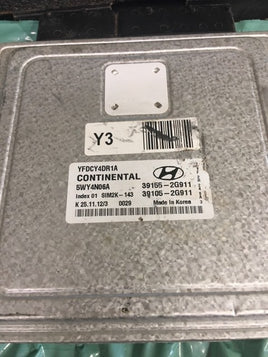 Y3
YFDCY4DR1A
CONTINENTAL
5WY4N06A 39155-2G911
Index 01 SIM2K-143 39105-2G911
K 25.11.12/3 0029 Made in Korea